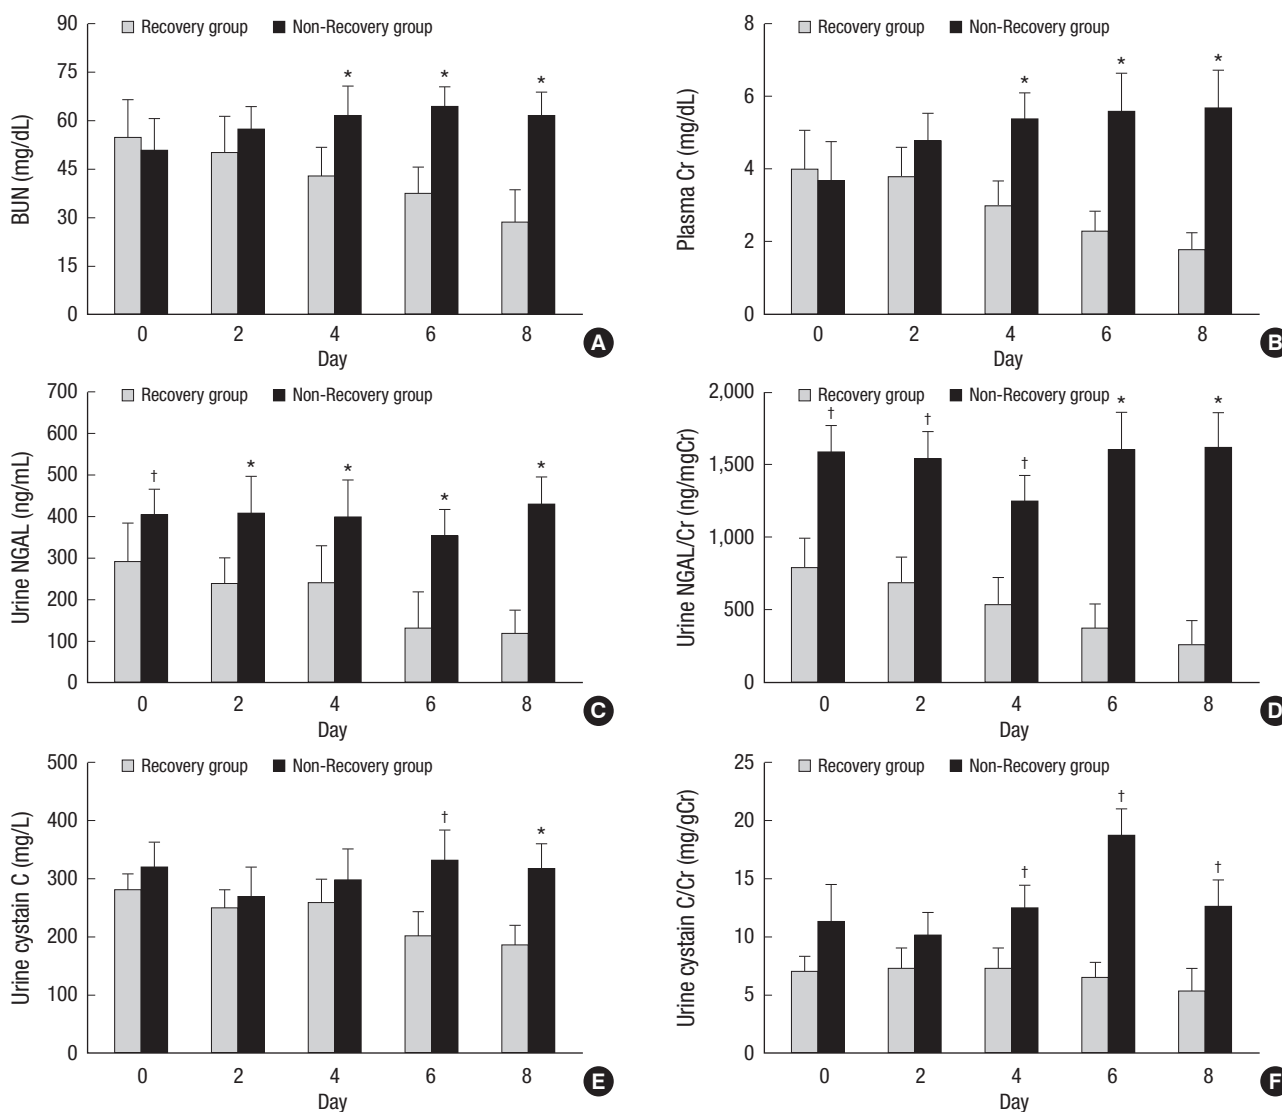 90
75
60
45
30
15
0
BUN (mg/dL)
Recovery group Non-Recovery group
* * *
0 2 4 6 8
Day
A
8
6
4
2
0
Plasma Cr (mg/dL)
Recovery group Non-Recovery group
* * *
0 2 4 6 8
Day
B
700
600
500
400
300
200
100
0
Urine NGAL (ng/mL)
Recovery group Non-Recovery group
† * * * *
0 2 4 6 8
Day
C
2,000
1,500
1,000
500
0
Urine NGAL/Cr (ng/mgCr)
Recovery group Non-Recovery group
† † † * *
0 2 4 6 8
Day
D
500
400
300
200
100
0
Urine cystain C (mg/L)
Recovery group Non-Recovery group
† *
0 2 4 6 8
Day
E
25
20
15
10
5
0
Urine cystain C/Cr (mg/gCr)
Recovery group Non-Recovery group
† † †
0 2 4 6 8
Day
F